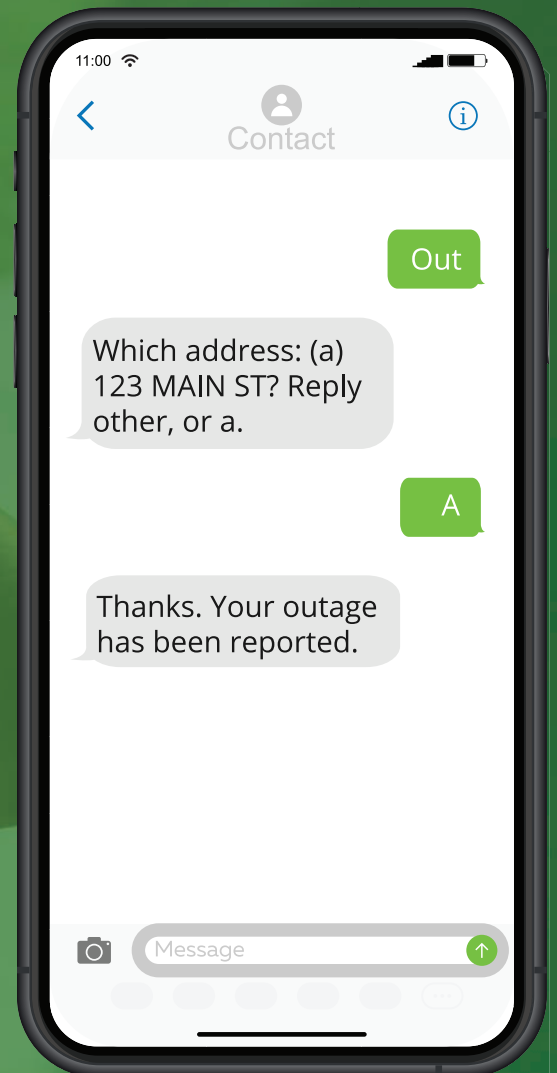 11:00
Contact
Out
Which address: (a)
123 MAIN ST? Reply
other, or a.
A
Thanks. Your outage
has been reported.
Message